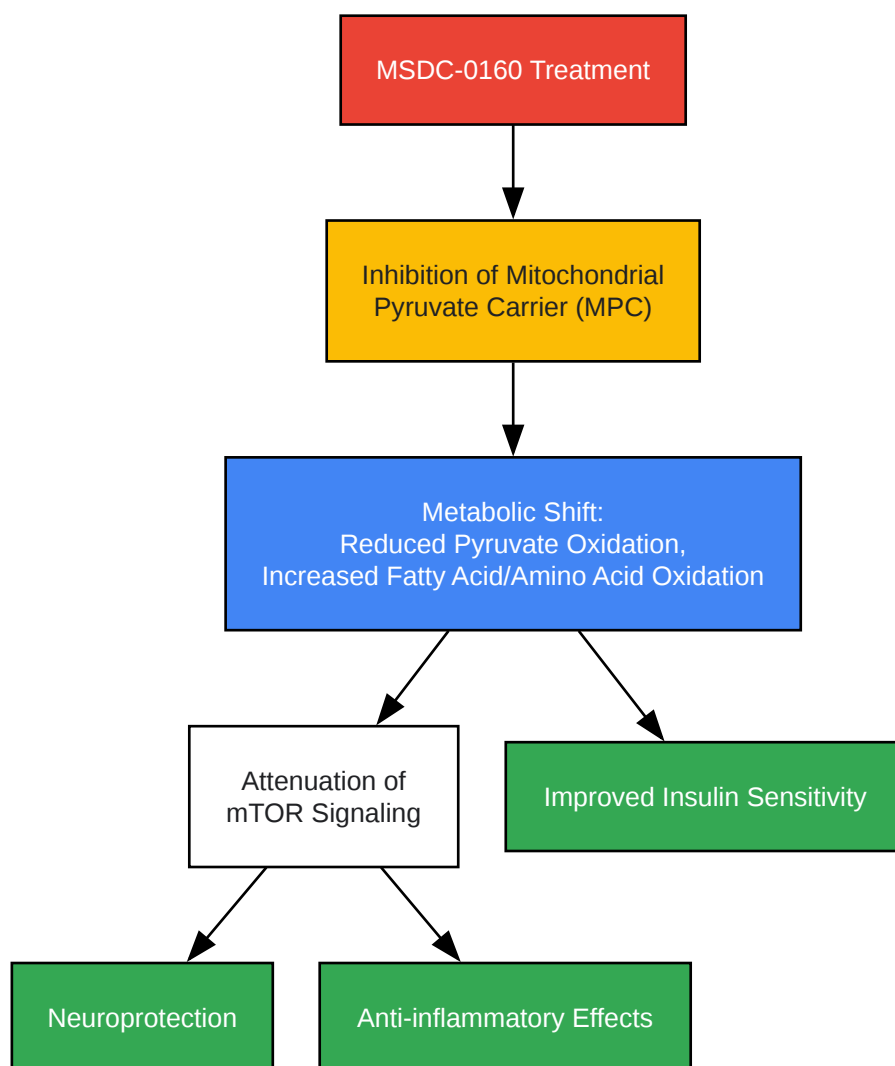 MSDC-0160 Treatment
Inhibition of Mitochondrial
Pyruvate Carrier (MPC)
Metabolic Shift:
Reduced Pyruvate Oxidation,
Increased Fatty Acid/Amino Acid Oxidation
Attenuation of
mTOR Signaling
Improved Insulin Sensitivity
Neuroprotection
Anti-inflammatory Effects